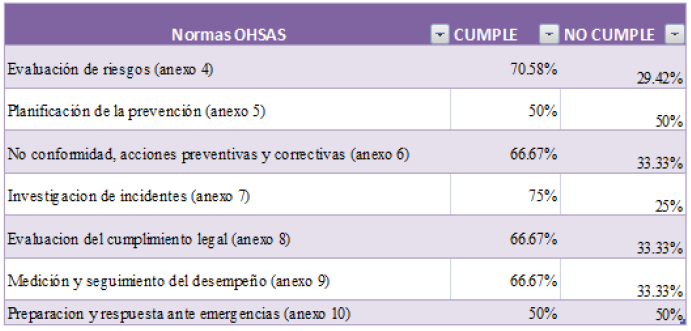 Normas OHSAS CUMPLE NO CUMPLE
Evaluación de riesgos (anexo 4) 70.58% 29.42%
Planificación de la prevención (anexo 5) 50% 50%
No conformidad, acciones preventivas y correctivas (anexo 6) 66.67% 33.33%
Investigacion de incidentes (anexo 7) 75% 25%
Evaluacion del cumplimiento legal (anexo 8) 66.67% 33.33%
Medición y seguimiento del desempeño (anexo 9) 66.67% 33.33%
Preparacion y respuesta ante emergencias (anexo 10) 50% 50%